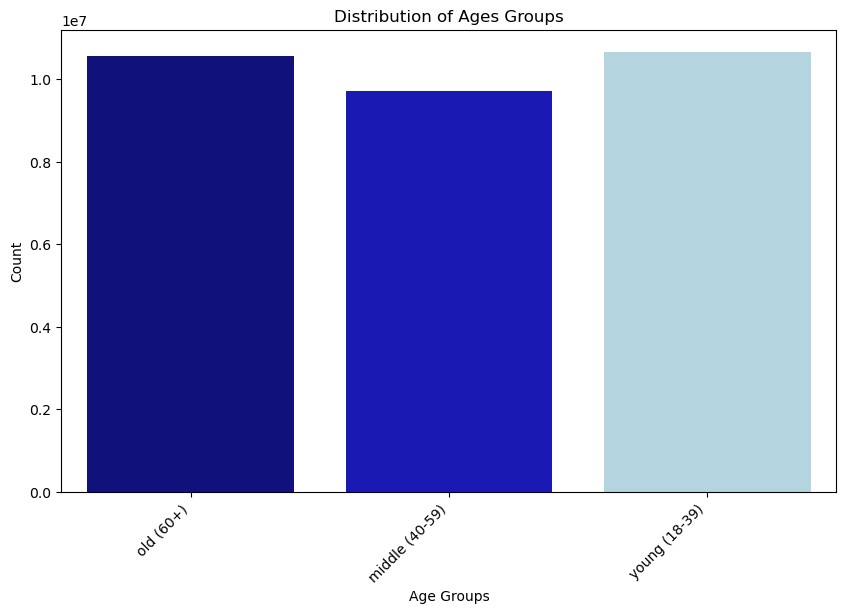 Distribution of Ages Groups
1e7
1.0
0.8
0.6
0.4
0.2
0.0
Count
old (60+)
middle (40-59)
young (18-39)
Age Groups